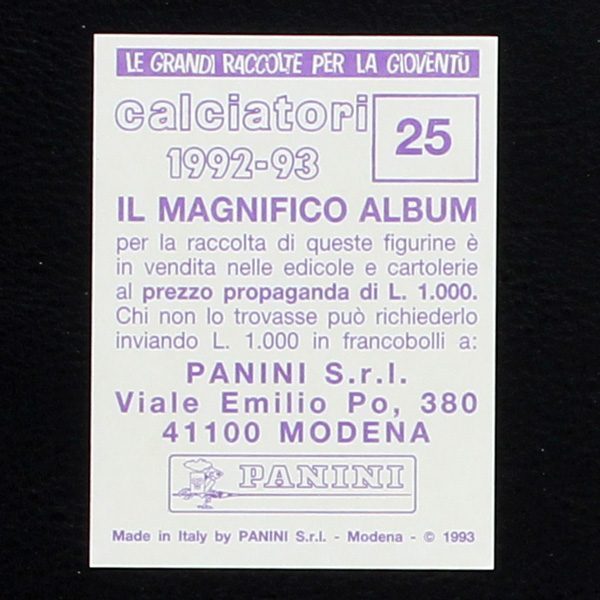 LE GRANDI RACCOLTE PER LA GIOVENTÙ
calciatori
1992-93
25
IL MAGNIFICO ALBUM
per la raccolta di queste figurine è
in vendita nelle edicole e cartolerie
al prezzo propaganda di L. 1.000.
Chi non lo trovasse può richiederlo
inviando L. 1.000 in francobolli a:
PANINI S.r.l.
Viale Emilio Po, 380
41100 MODENA
PANINI
Made in Italy by PANINI S.r.l. - Modena - © 1993